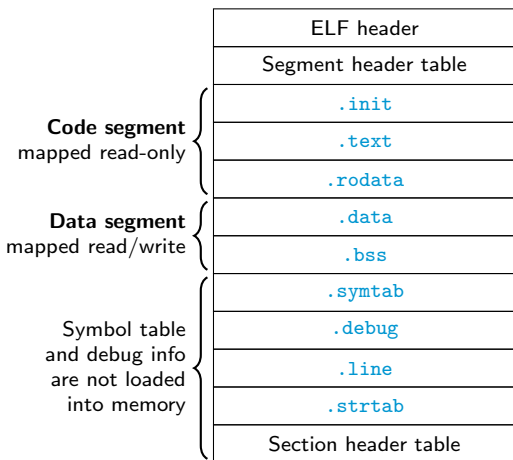 ELF header
Segment header table
Code segment
mapped read-only
.init
.text
.rodata
Data segment
mapped read/write
.data
.bss
Symbol table
and debug info
are not loaded
into memory
.symtab
.debug
.line
.strtab
Section header table